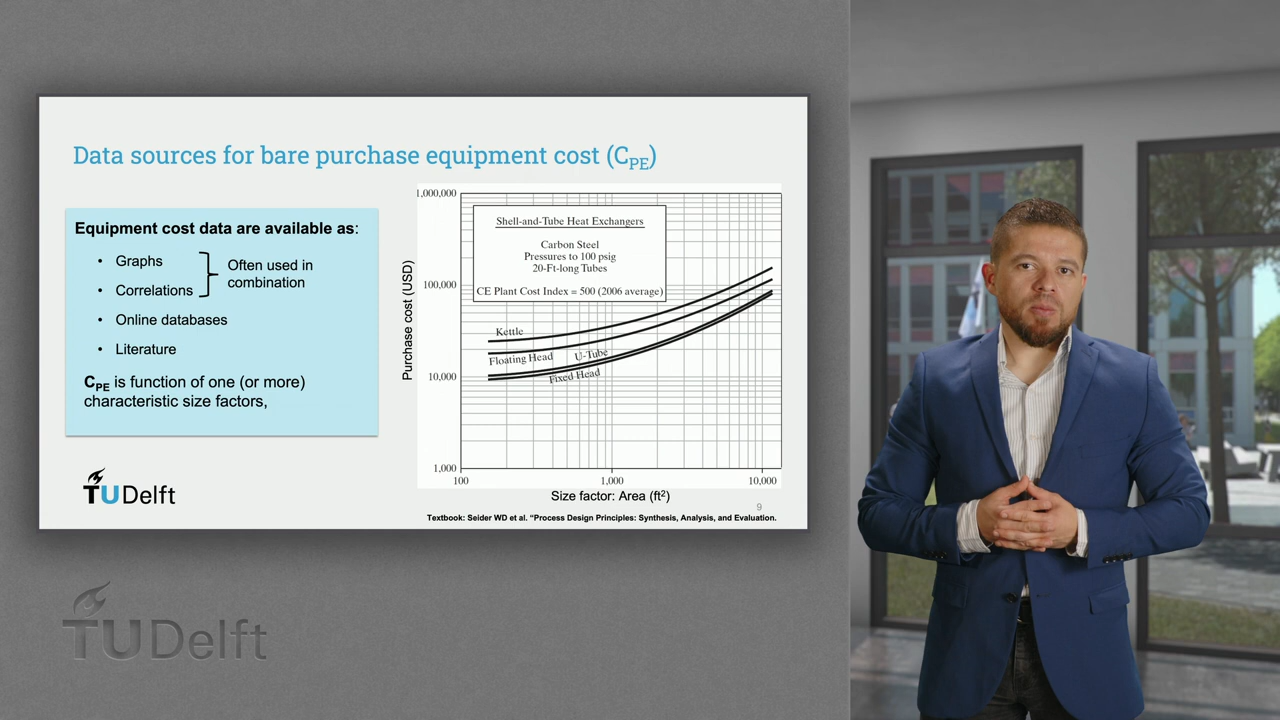 Data sources for bare purchase equipment cost (CPE)
Equipment cost data are available as:
• Graphs
• Correlations
Often used in
combination
• Online databases
• Literature
CPE is function of one (or more)
characteristic size factors,
TUDelft
Purchase cost (USD)
1,000,000
100,000
10,000
1,000
Shell-and-Tube Heat Exchangers
Carbon Steel
Pressures to 100 psig
20-Ft-long Tubes
CE Plant Cost Index = 500 (2006 average)
Kettle
Floating Head
U-Tube
Fixed Head
100
1,000
10,000
Size factor: Area (ft²)
9
Textbook: Seider WD et al. “Process Design Principles: Synthesis, Analysis, and Evaluation.
TUDelft